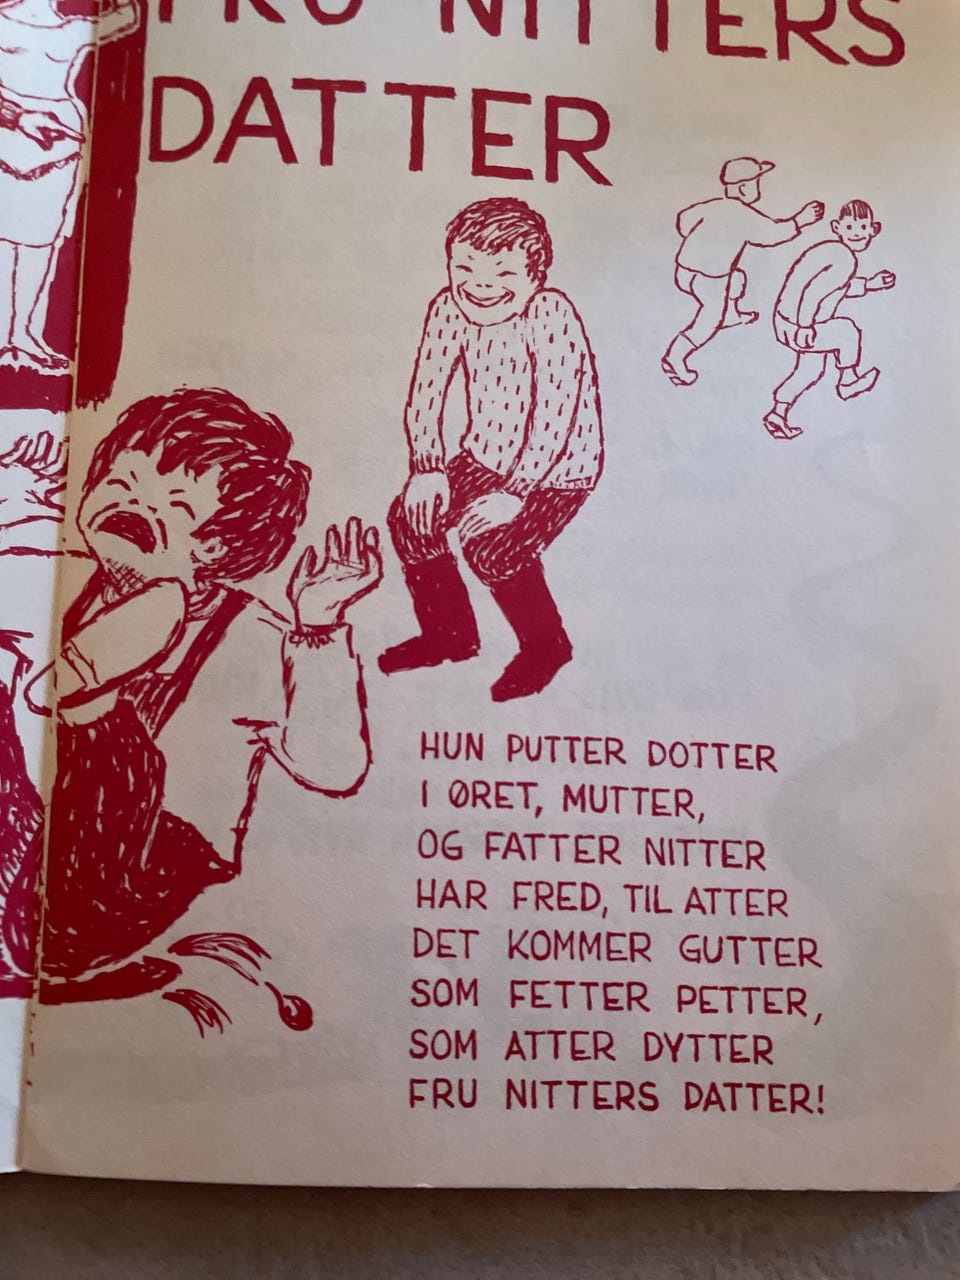 FRU NITTERS
DATTER
HUN PUTTER DOTTER
I ØRET, MUTTER,
OG FATTER NITTER
HAR FRED, TIL ATTER
DET KOMMER GUTTER
SOM FETTER PETTER,
SOM ATTER DYTTER
FRU NITTERS DATTER!